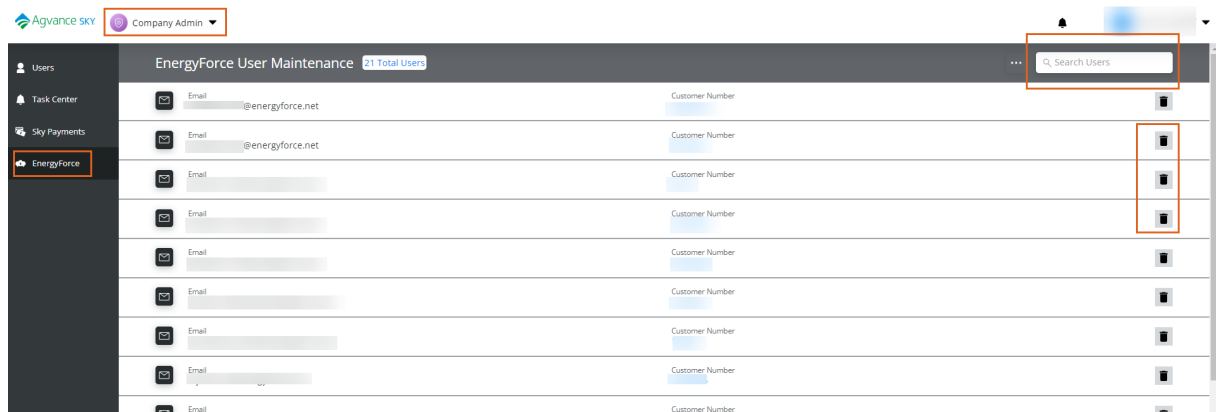 Agvance SKY
Company Admin
Users
Task Center
Sky Payments
EnergyForce
EnergyForce User Maintenance 21 Total Users
... Search Users
Email Customer Number
@energyforce.net
Email Customer Number
@energyforce.net
Email Customer Number
Email Customer Number
Email Customer Number
Email Customer Number
Email Customer Number
Email Customer Number
Email Customer Number